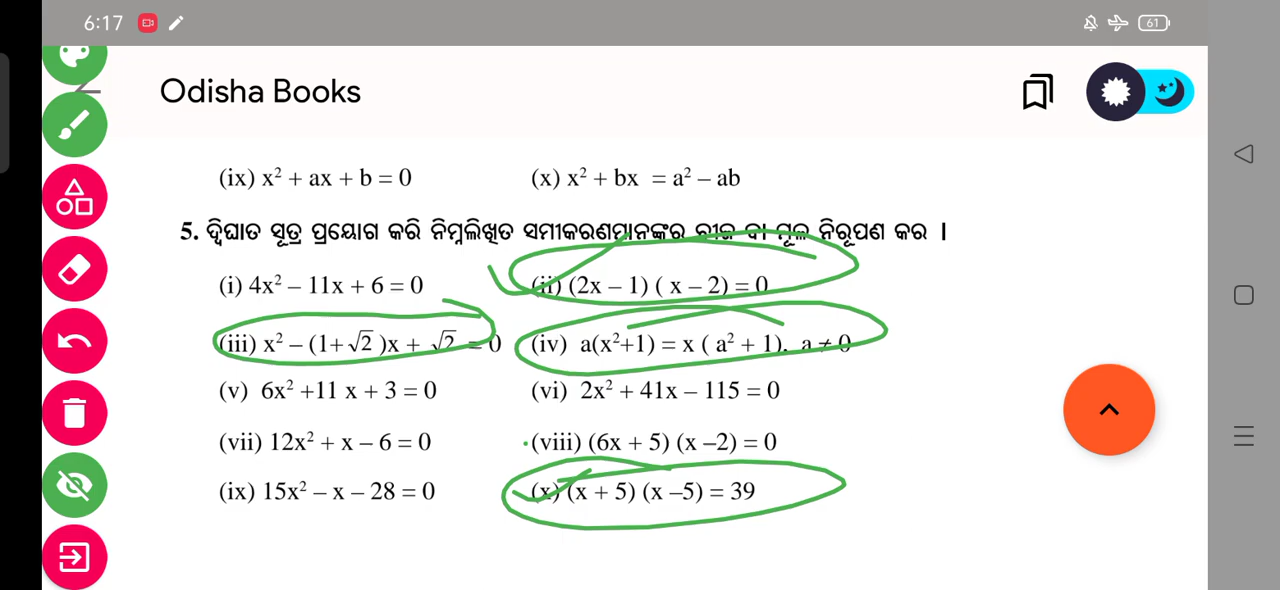 6:17
61
Odisha Books
(ix) x² + ax + b = 0 (x) x² + bx = a² – ab
5. ଦ୍ୱିଘାତ ସୂତ୍ର ପ୍ରୟୋଗ କରି ନିମ୍ନଲିଖିତ ସମୀକରଣମାନଙ୍କର ବୀଜ ବା ମୂଳ ନିରୂପଣ କର ।
(i) 4x² – 11x + 6 = 0 (ii) (2x – 1) ( x – 2) = 0
(iii) x² – (1+ √2 )x + √2 = 0 (iv) a(x²+1) = x ( a² + 1), a ≠ 0
(v) 6x² +11 x + 3 = 0 (vi) 2x² + 41x – 115 = 0
(vii) 12x² + x – 6 = 0 (viii) (6x + 5) (x –2) = 0
(ix) 15x² – x – 28 = 0 (x) (x + 5) (x –5) = 39